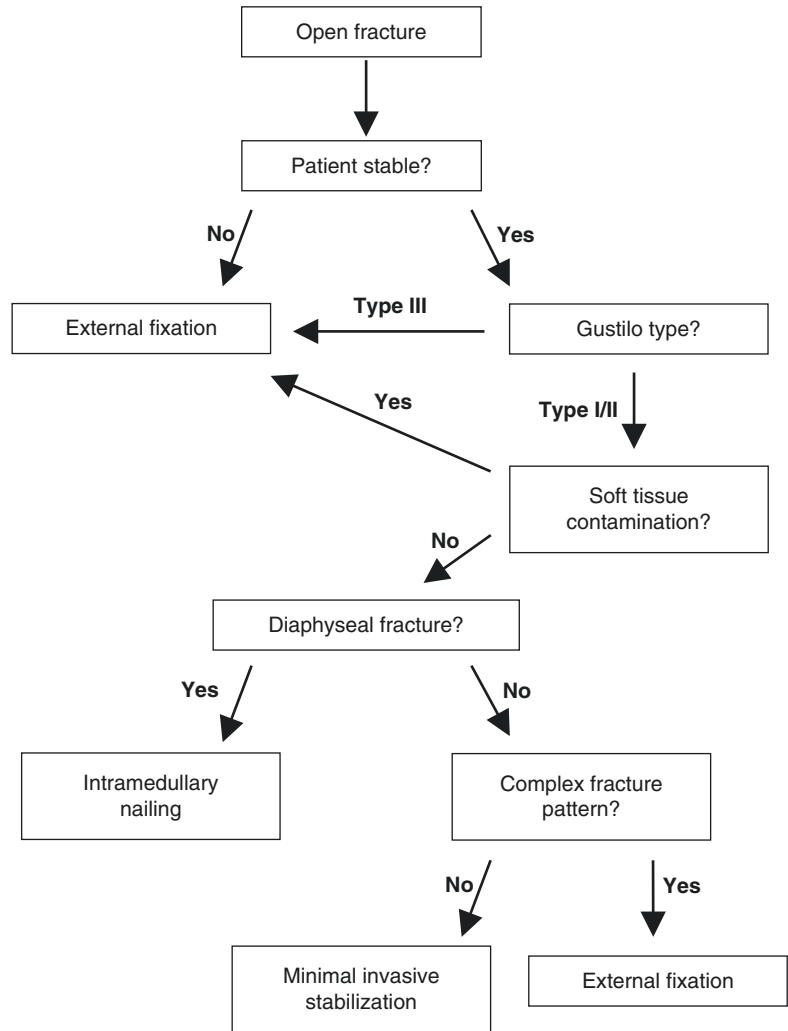 Open fracture
Patient stable?
No
Yes
External fixation
Type III
Gustilo type?
Yes
Type I/II
Soft tissue
contamination?
No
Diaphyseal fracture?
Yes
No
Intramedullary
nailing
Complex fracture
pattern?
No
Yes
Minimal invasive
stabilization
External fixation